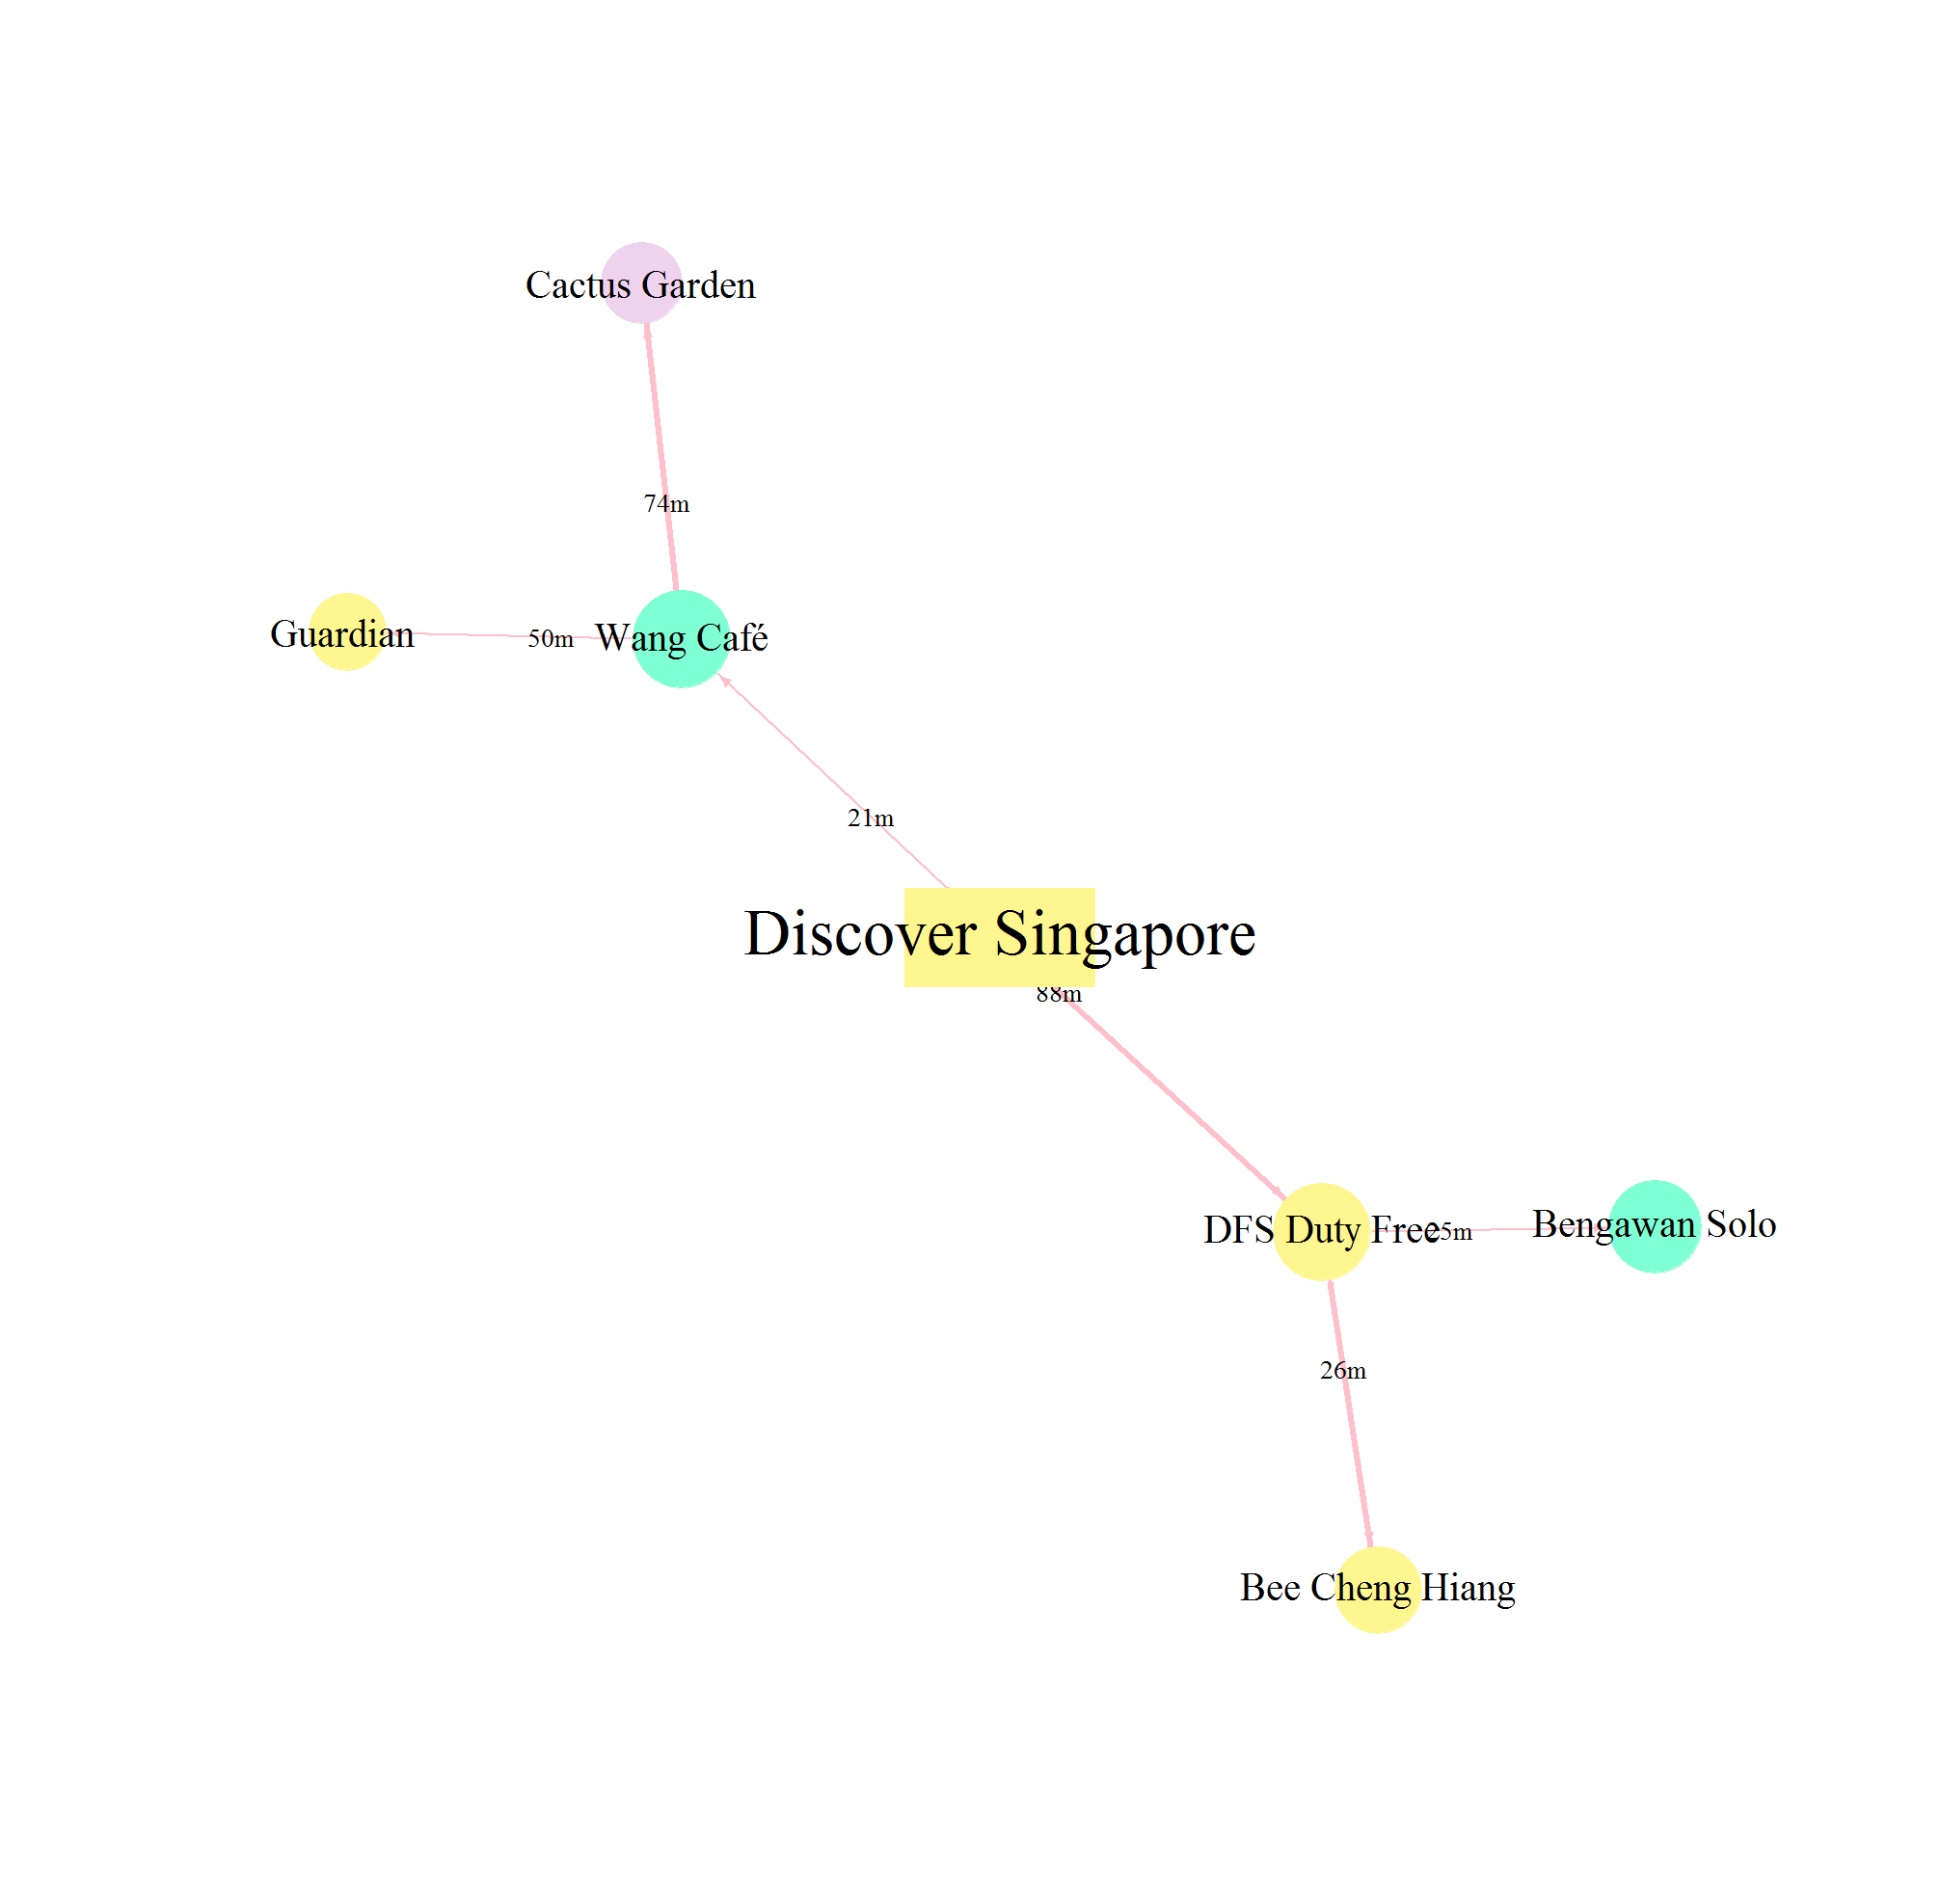 Cactus Garden
74m
Guardian
50m
Wang Café
21m
Discover Singapore
88m
DFS Duty Free
25m
Bengawan Solo
26m
Bee Cheng Hiang